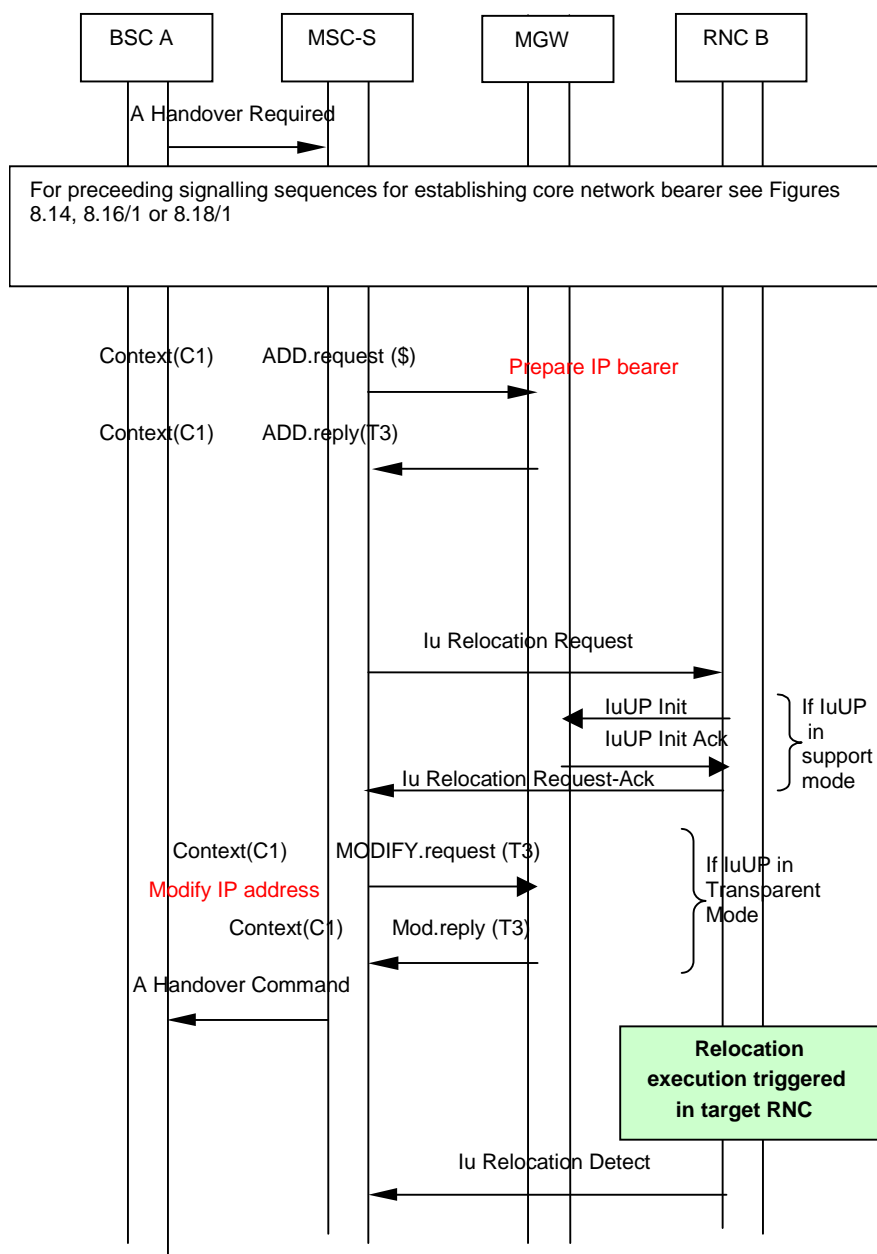 BSC A
MSC-S
MGW
RNC B
A Handover Required
For preceeding signalling sequences for establishing core network bearer see Figures
8.14, 8.16/1 or 8.18/1
Context(C1) ADD.request ($)
Prepare IP bearer
Context(C1) ADD.reply(T3)
Iu Relocation Request
IuUP Init
IuUP Init Ack
If IuUP
in
support
mode
Iu Relocation Request-Ack
Context(C1) MODIFY.request (T3)
Modify IP address
If IuUP in
Transparent
Mode
Context(C1) Mod.reply (T3)
A Handover Command
Relocation
execution triggered
in target RNC
Iu Relocation Detect